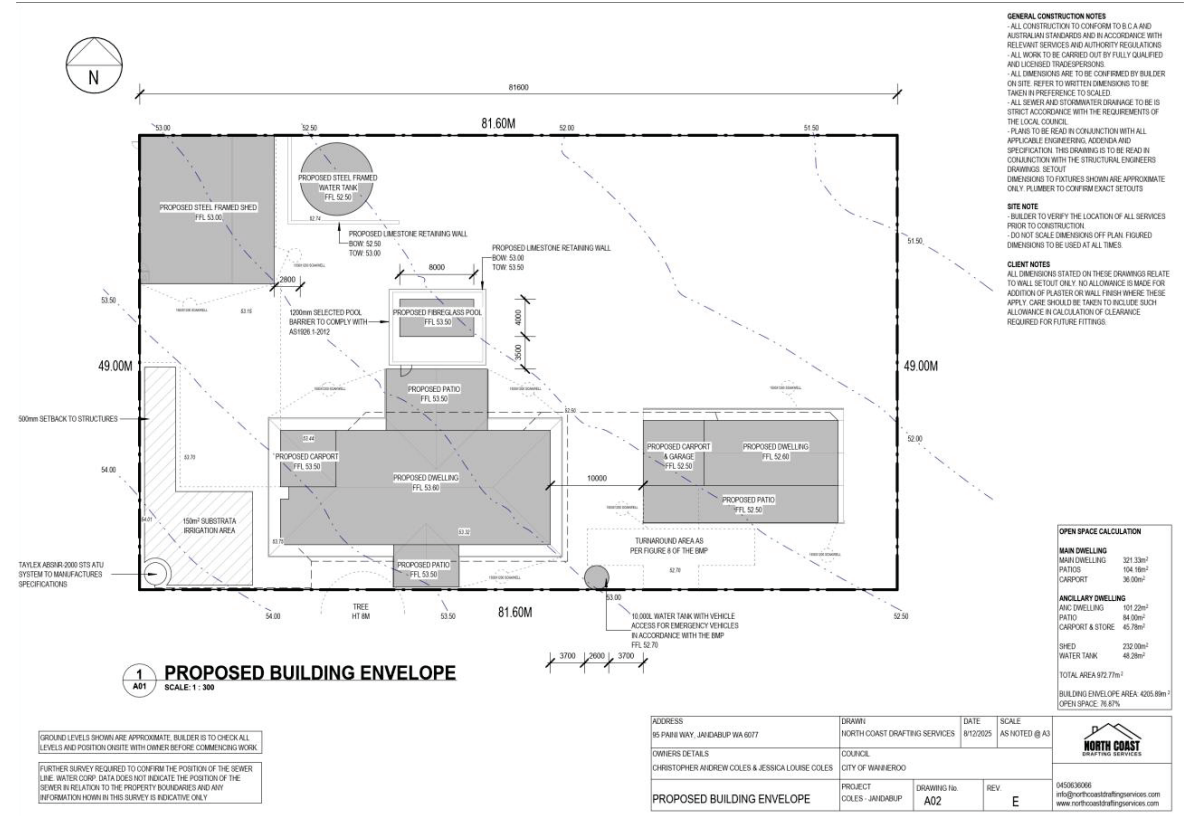 N
81600
81.60M
53.00
52.50
52.00
51.50
PROPOSED STEEL FRAMED SHED
FFL 53.00
PROPOSED STEEL FRAMED
WATER TANK
FFL 52.50
52.74
PROPOSED LIMESTONE RETAINING WALL
BOW: 52.50
TOW: 53.00
PROPOSED LIMESTONE RETAINING WALL
BOW: 53.00
TOW: 53.50
51.50
2800
8000
53.50
53.15
1200mm SELECTED POOL
BARRIER TO COMPLY WITH
AS1926.1-2012
PROPOSED FIBREGLASS POOL
FFL 53.50
4000
3500
49.00M
49.00M
PROPOSED PATIO
FFL 53.50
500mm SETBACK TO STRUCTURES
52.90
52.00
53.44
PROPOSED CARPORT
FFL 53.50
PROPOSED DWELLING
FFL 53.60
PROPOSED CARPORT
& GARAGE
FFL 52.50
PROPOSED DWELLING
FFL 52.60
53.70
54.00
10000
PROPOSED PATIO
FFL 52.50
54.01
150m² SUBSTRATA
IRRIGATION AREA
53.32
53.75
TURNAROUND AREA AS
PER FIGURE 8 OF THE BMP
52.70
TAYLEX ABSNR-2000 STS ATU
SYSTEM TO MANUFACTURES
SPECIFICATIONS
PROPOSED PATIO
FFL 53.50
54.00
TREE
HT 8M
53.50
81.60M
53.00
52.50
10,000L WATER TANK WITH VEHICLE
ACCESS FOR EMERGENCY VEHICLES
IN ACCORDANCE WITH THE BMP
FFL 52.70
3700
2600
3700
1
A01
PROPOSED BUILDING ENVELOPE
SCALE: 1 : 300
GROUND LEVELS SHOWN ARE APPROXIMATE, BUILDER IS TO CHECK ALL
LEVELS AND POSITION ONSITE WITH OWNER BEFORE COMMENCING WORK
FURTHER SURVEY REQUIRED TO CONFIRM THE POSITION OF THE SEWER
LINE. WATER CORP. DATA DOES NOT INDICATE THE POSITION OF THE
SEWER IN RELATION TO THE PROPERTY BOUNDARIES AND ANY
INFORMATION HOWN IN THIS SURVEY IS INDICATIVE ONLY
GENERAL CONSTRUCTION NOTES
- ALL CONSTRUCTION TO CONFORM TO B.C.A AND
AUSTRALIAN STANDARDS AND IN ACCORDANCE WITH
RELEVANT SERVICES AND AUTHORITY REGULATIONS
- ALL WORK TO BE CARRIED OUT BY FULLY QUALIFIED
AND LICENSED TRADESPERSONS.
- ALL DIMENSIONS ARE TO BE CONFIRMED BY BUILDER
ON SITE. REFER TO WRITTEN DIMENSIONS TO BE
TAKEN IN PREFERENCE TO SCALED.
- ALL SEWER AND STORMWATER DRAINAGE TO BE IS
STRICT ACCORDANCE WITH THE REQUIREMENTS OF
THE LOCAL COUNCIL
- PLANS TO BE READ IN CONJUNCTION WITH ALL
APPLICABLE ENGINEERING, ADDENDA AND
SPECIFICATION. THIS DRAWING IS TO BE READ IN
CONJUNCTION WITH THE STRUCTURAL ENGINEERS
DRAWINGS. SETOUT
DIMENSIONS TO FIXTURES SHOWN ARE APPROXIMATE
ONLY. PLUMBER TO CONFIRM EXACT SETOUTS
SITE NOTE
- BUILDER TO VERIFY THE LOCATION OF ALL SERVICES
PRIOR TO CONSTRUCTION.
- DO NOT SCALE DIMENSIONS OFF PLAN. FIGURED
DIMENSIONS TO BE USED AT ALL TIMES.
CLIENT NOTES
ALL DIMENSIONS STATED ON THESE DRAWINGS RELATE
TO WALL SETOUT ONLY. NO ALLOWANCE IS MADE FOR
ADDITION OF PLASTER OR WALL FINISH WHERE THESE
APPLY. CARE SHOULD BE TAKEN TO INCLUDE SUCH
ALLOWANCE IN CALCULATION OF CLEARANCE
REQUIRED FOR FUTURE FITTINGS.
OPEN SPACE CALCULATION
MAIN DWELLING
MAIN DWELLING 321.33m²
PATIOS 104.16m²
CARPORT 36.00m²
ANCILLARY DWELLING
ANC DWELLING 101.22m²
PATIO 84.00m²
CARPORT & STORE 45.78m²
SHED 232.00m²
WATER TANK 48.28m²
TOTAL AREA 972.77m²
BUILDING ENVELOPE AREA: 4205.89m²
OPEN SPACE: 76.87%
ADDRESS
95 PAINI WAY, JANDABUP WA 6077
OWNERS DETAILS
CHRISTOPHER ANDREW COLES & JESSICA LOUISE COLES
PROPOSED BUILDING ENVELOPE
DRAWN
NORTH COAST DRAFTING SERVICES
DATE
8/12/2025
SCALE
AS NOTED @ A3
COUNCIL
CITY OF WANNEROO
PROJECT
COLES - JANDABUP
DRAWING No.
A02
REV.
E
NORTH COAST
DRAFTING SERVICES
0450636066
info@northcoastdraftingservices.com
www.northcoastdraftingservices.com